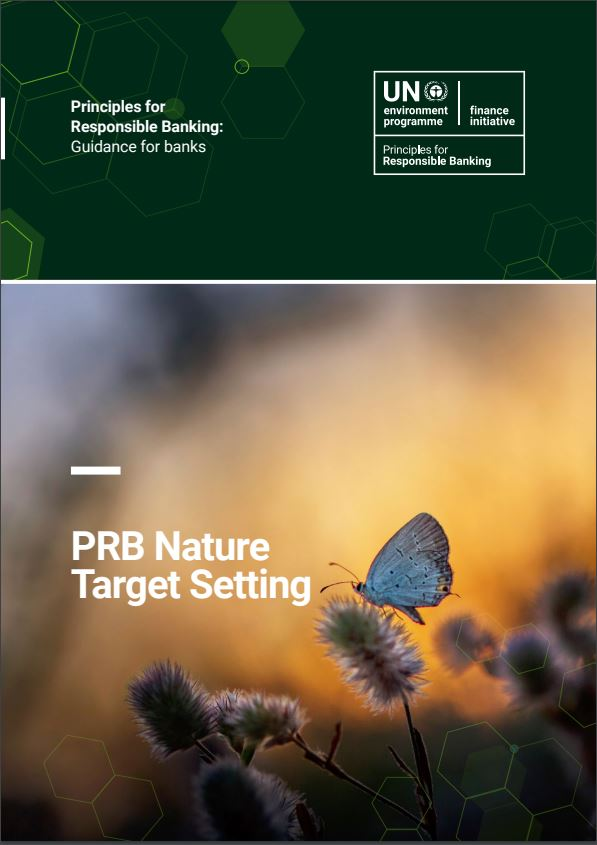 Principles for
Responsible Banking:
Guidance for banks
UN
environment
programme
finance
initiative
Principles for
Responsible Banking
PRB Nature
Target Setting